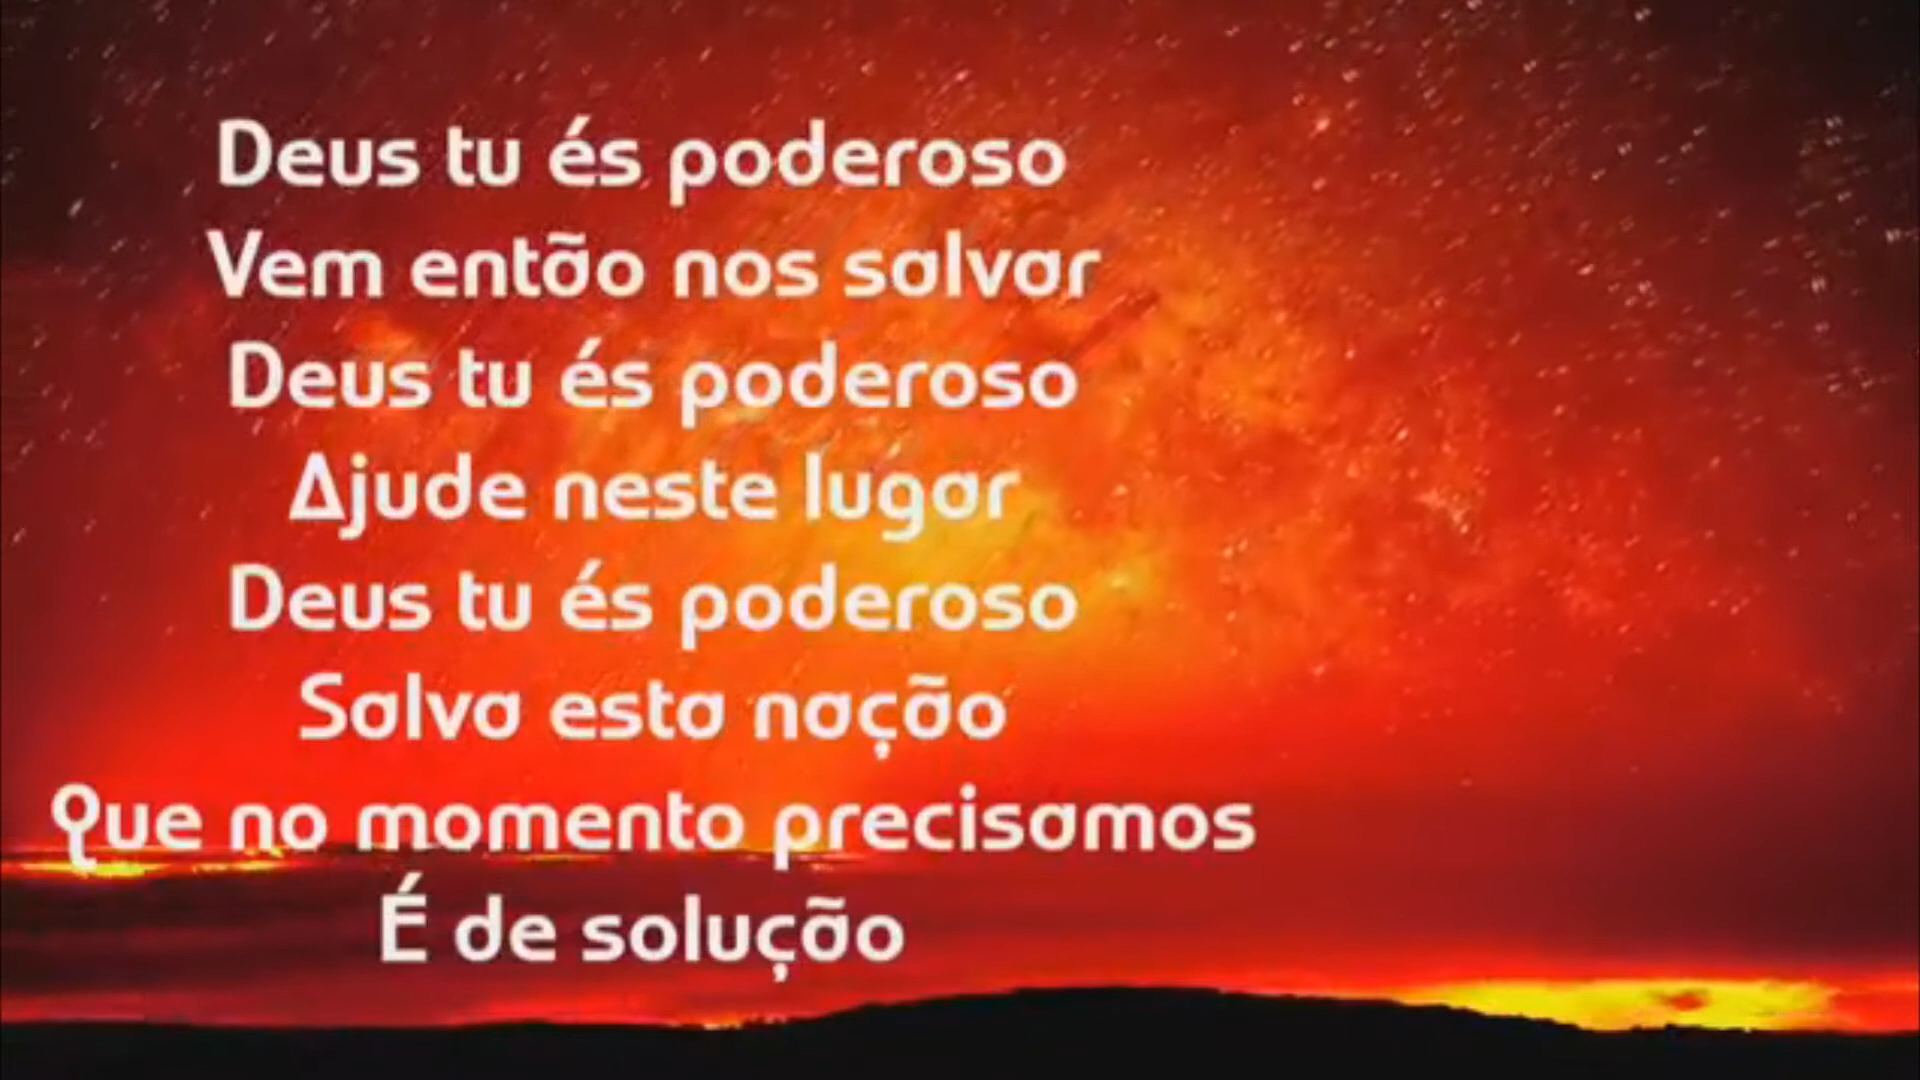 Deus tu és poderoso
Vem então nos salvar
Deus tu és poderoso
Ajude neste lugar
Deus tu és poderoso
Salva esta nação
Que no momento precisamos
É de solução